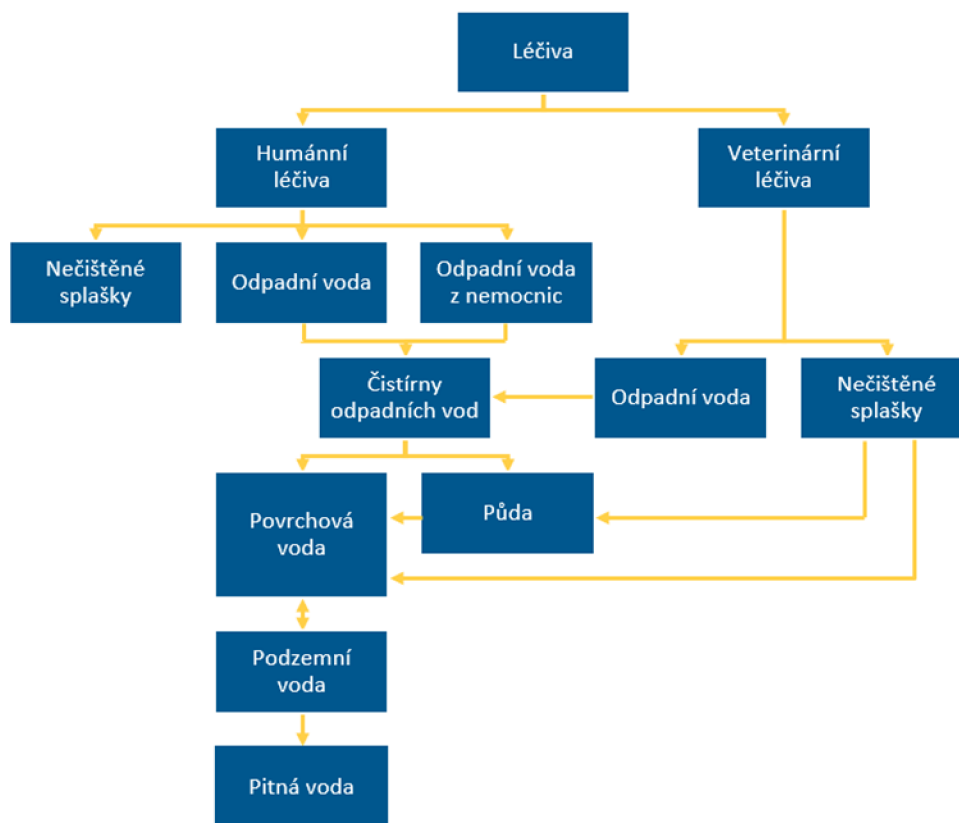 Léčiva
Humánní
léčiva
Veterinární
léčiva
Nečištěné
splašky
Odpadní voda
Odpadní voda
z nemocnic
Čistírny
odpadních vod
Odpadní voda
Nečištěné
splašky
Povrchová
voda
Půda
Podzemní
voda
Pitná voda